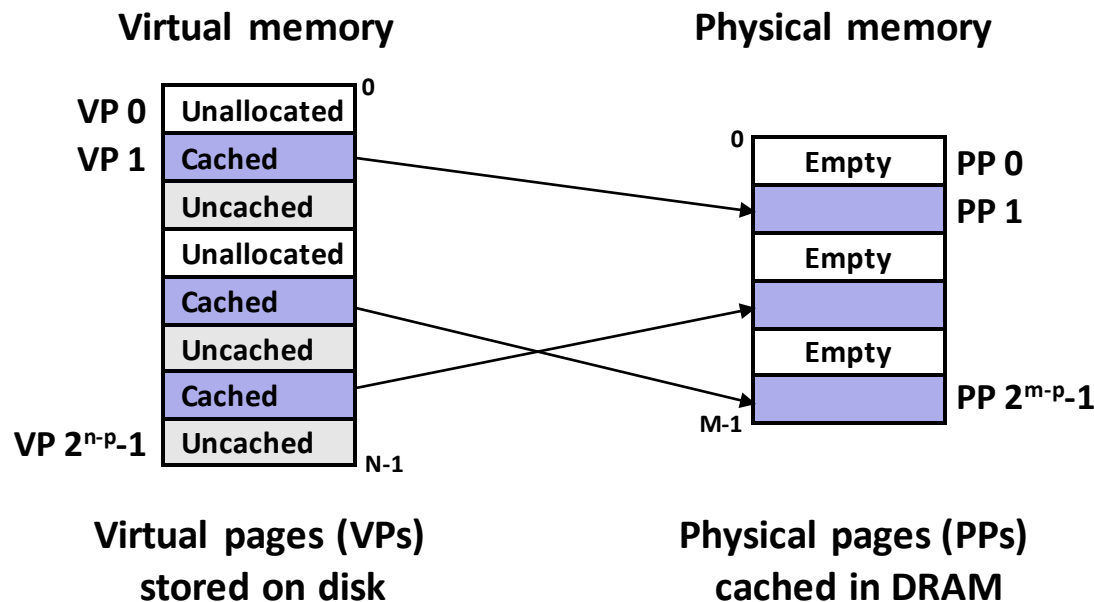 Virtual memory
Physical memory
0
VP 0 Unallocated
VP 1 Cached
Uncached
Unallocated
Cached
Uncached
Cached
VP 2^n-p-1 Uncached
N-1
0
Empty PP 0
PP 1
Empty
Empty
PP 2^m-p-1
M-1
Virtual pages (VPs)
stored on disk
Physical pages (PPs)
cached in DRAM